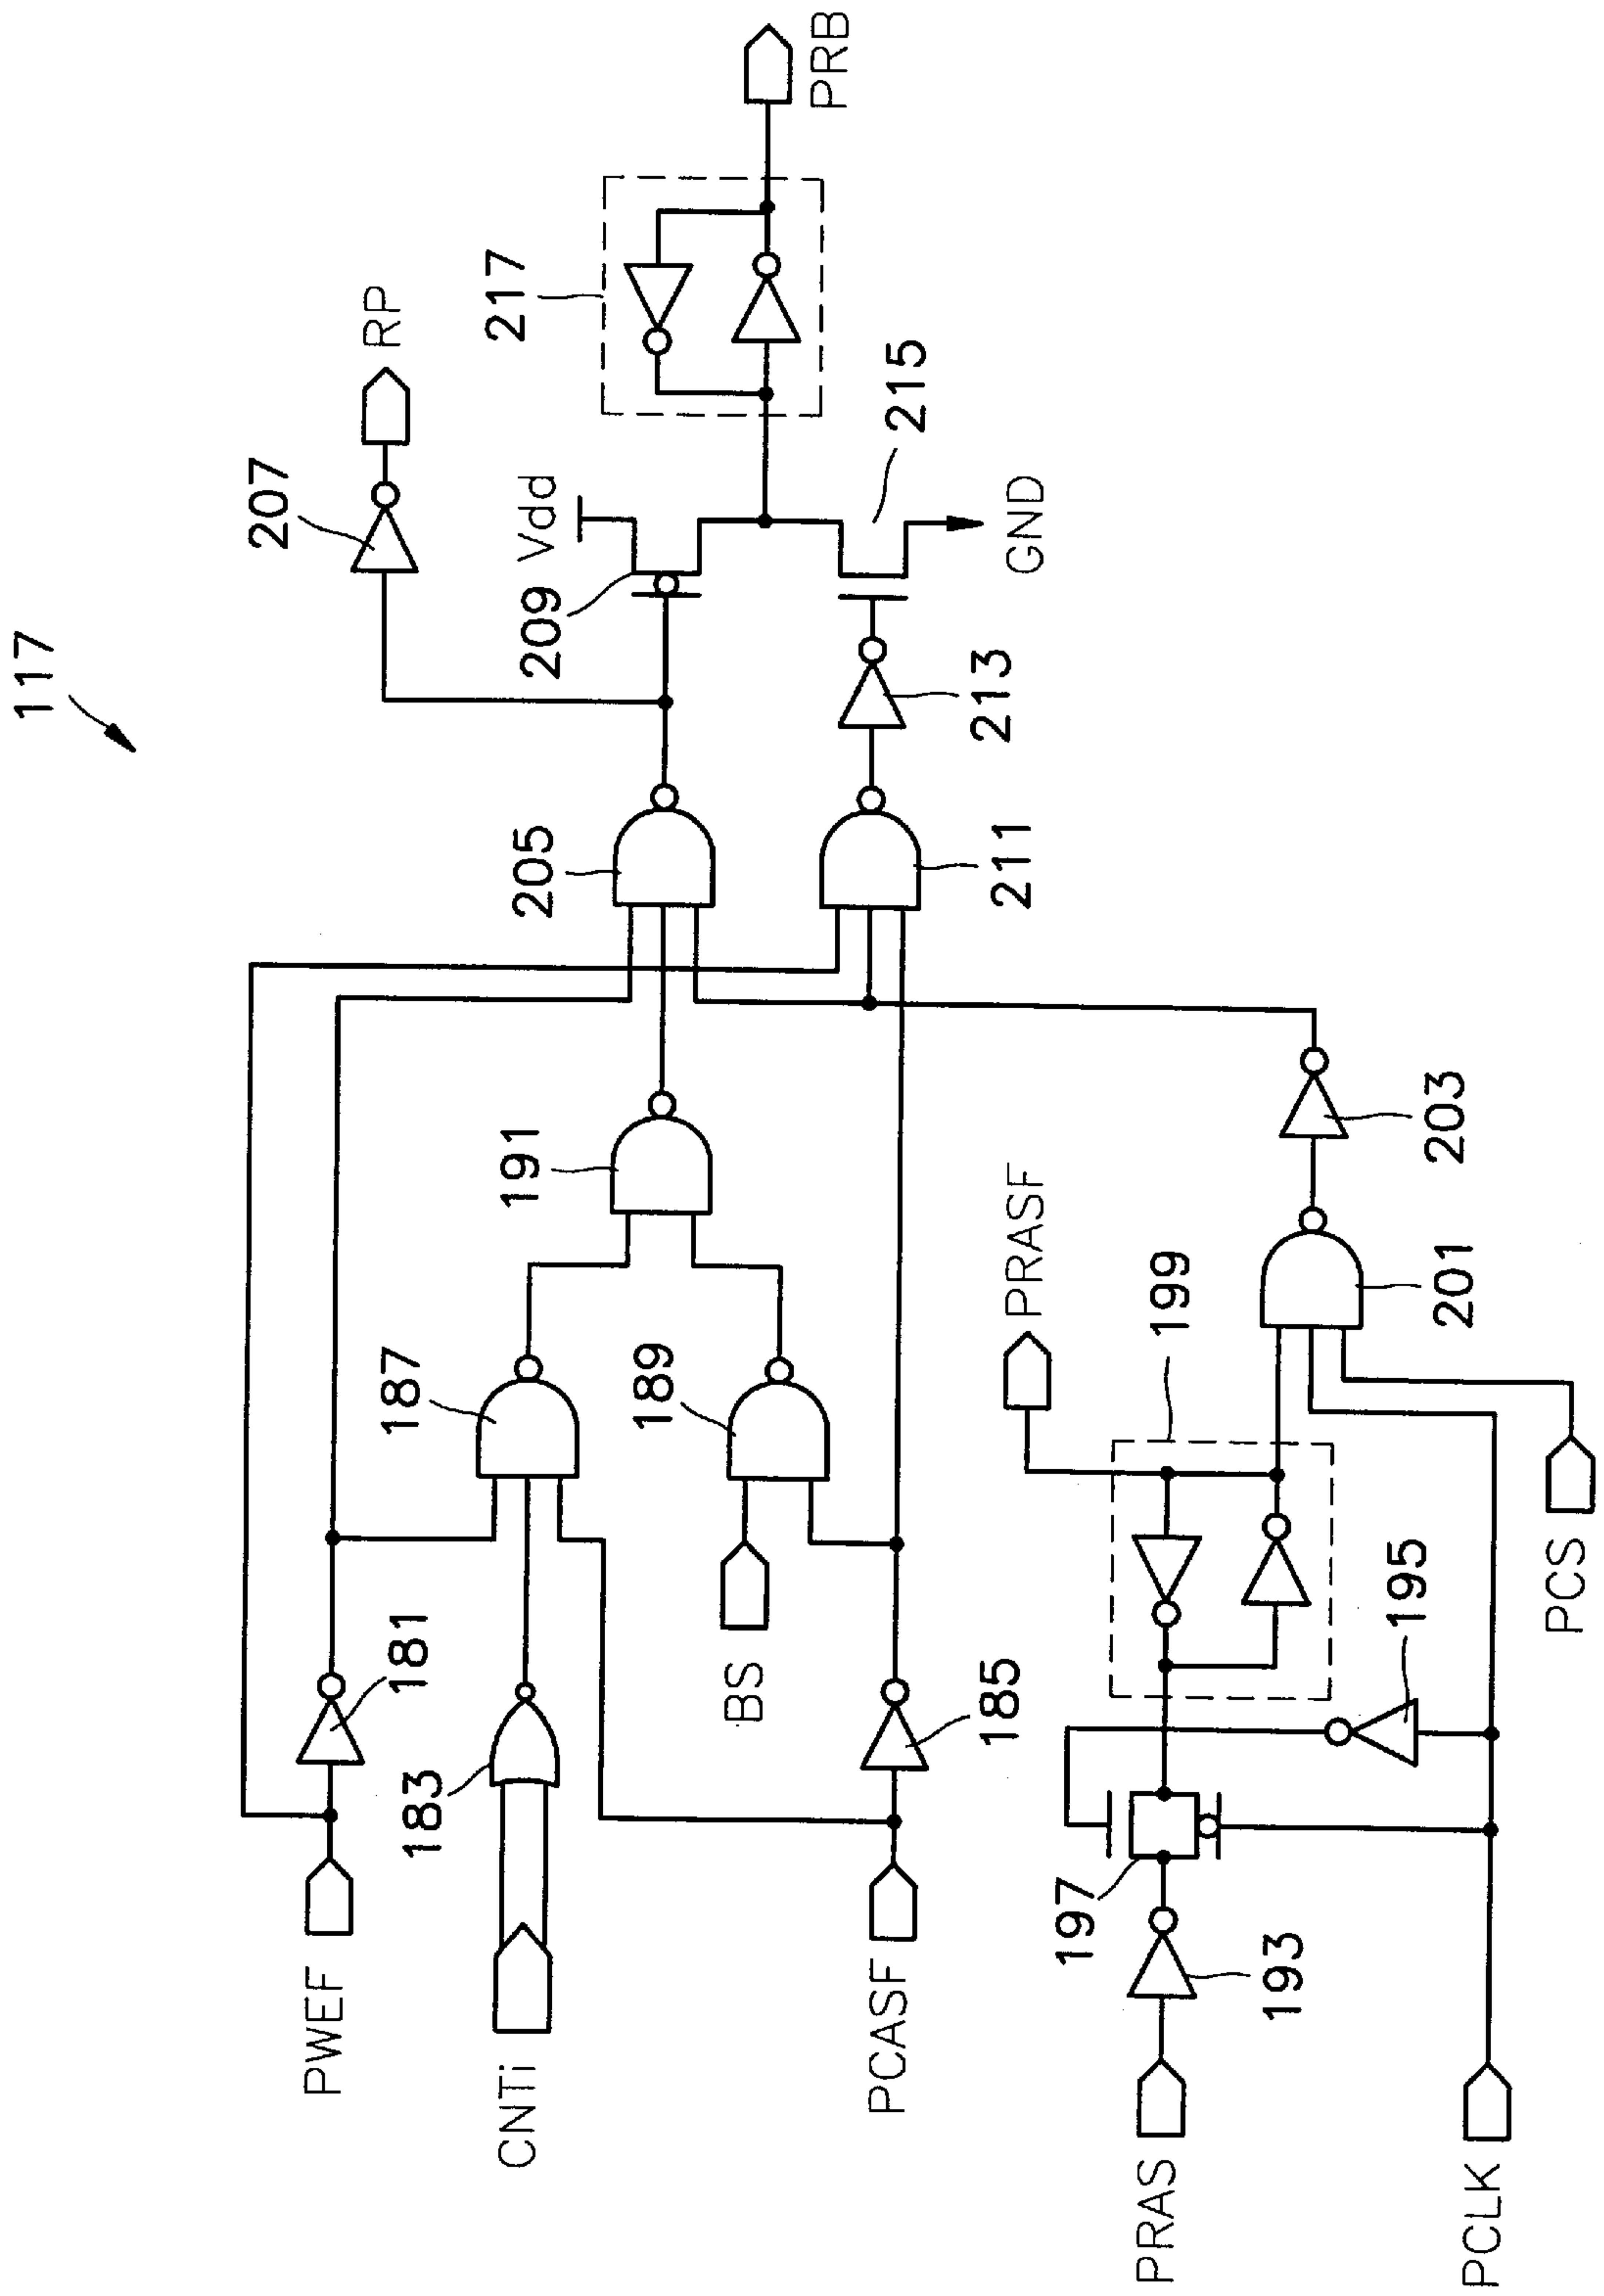 117
207
RP
217
PRB
Vdd
209
215
GND
205
211
213
191
187
189
181
183
185
PWEF
CNTi
BS
PCASF
PRASF
199
201
203
197
195
193
PRAS
PCLK
PCS